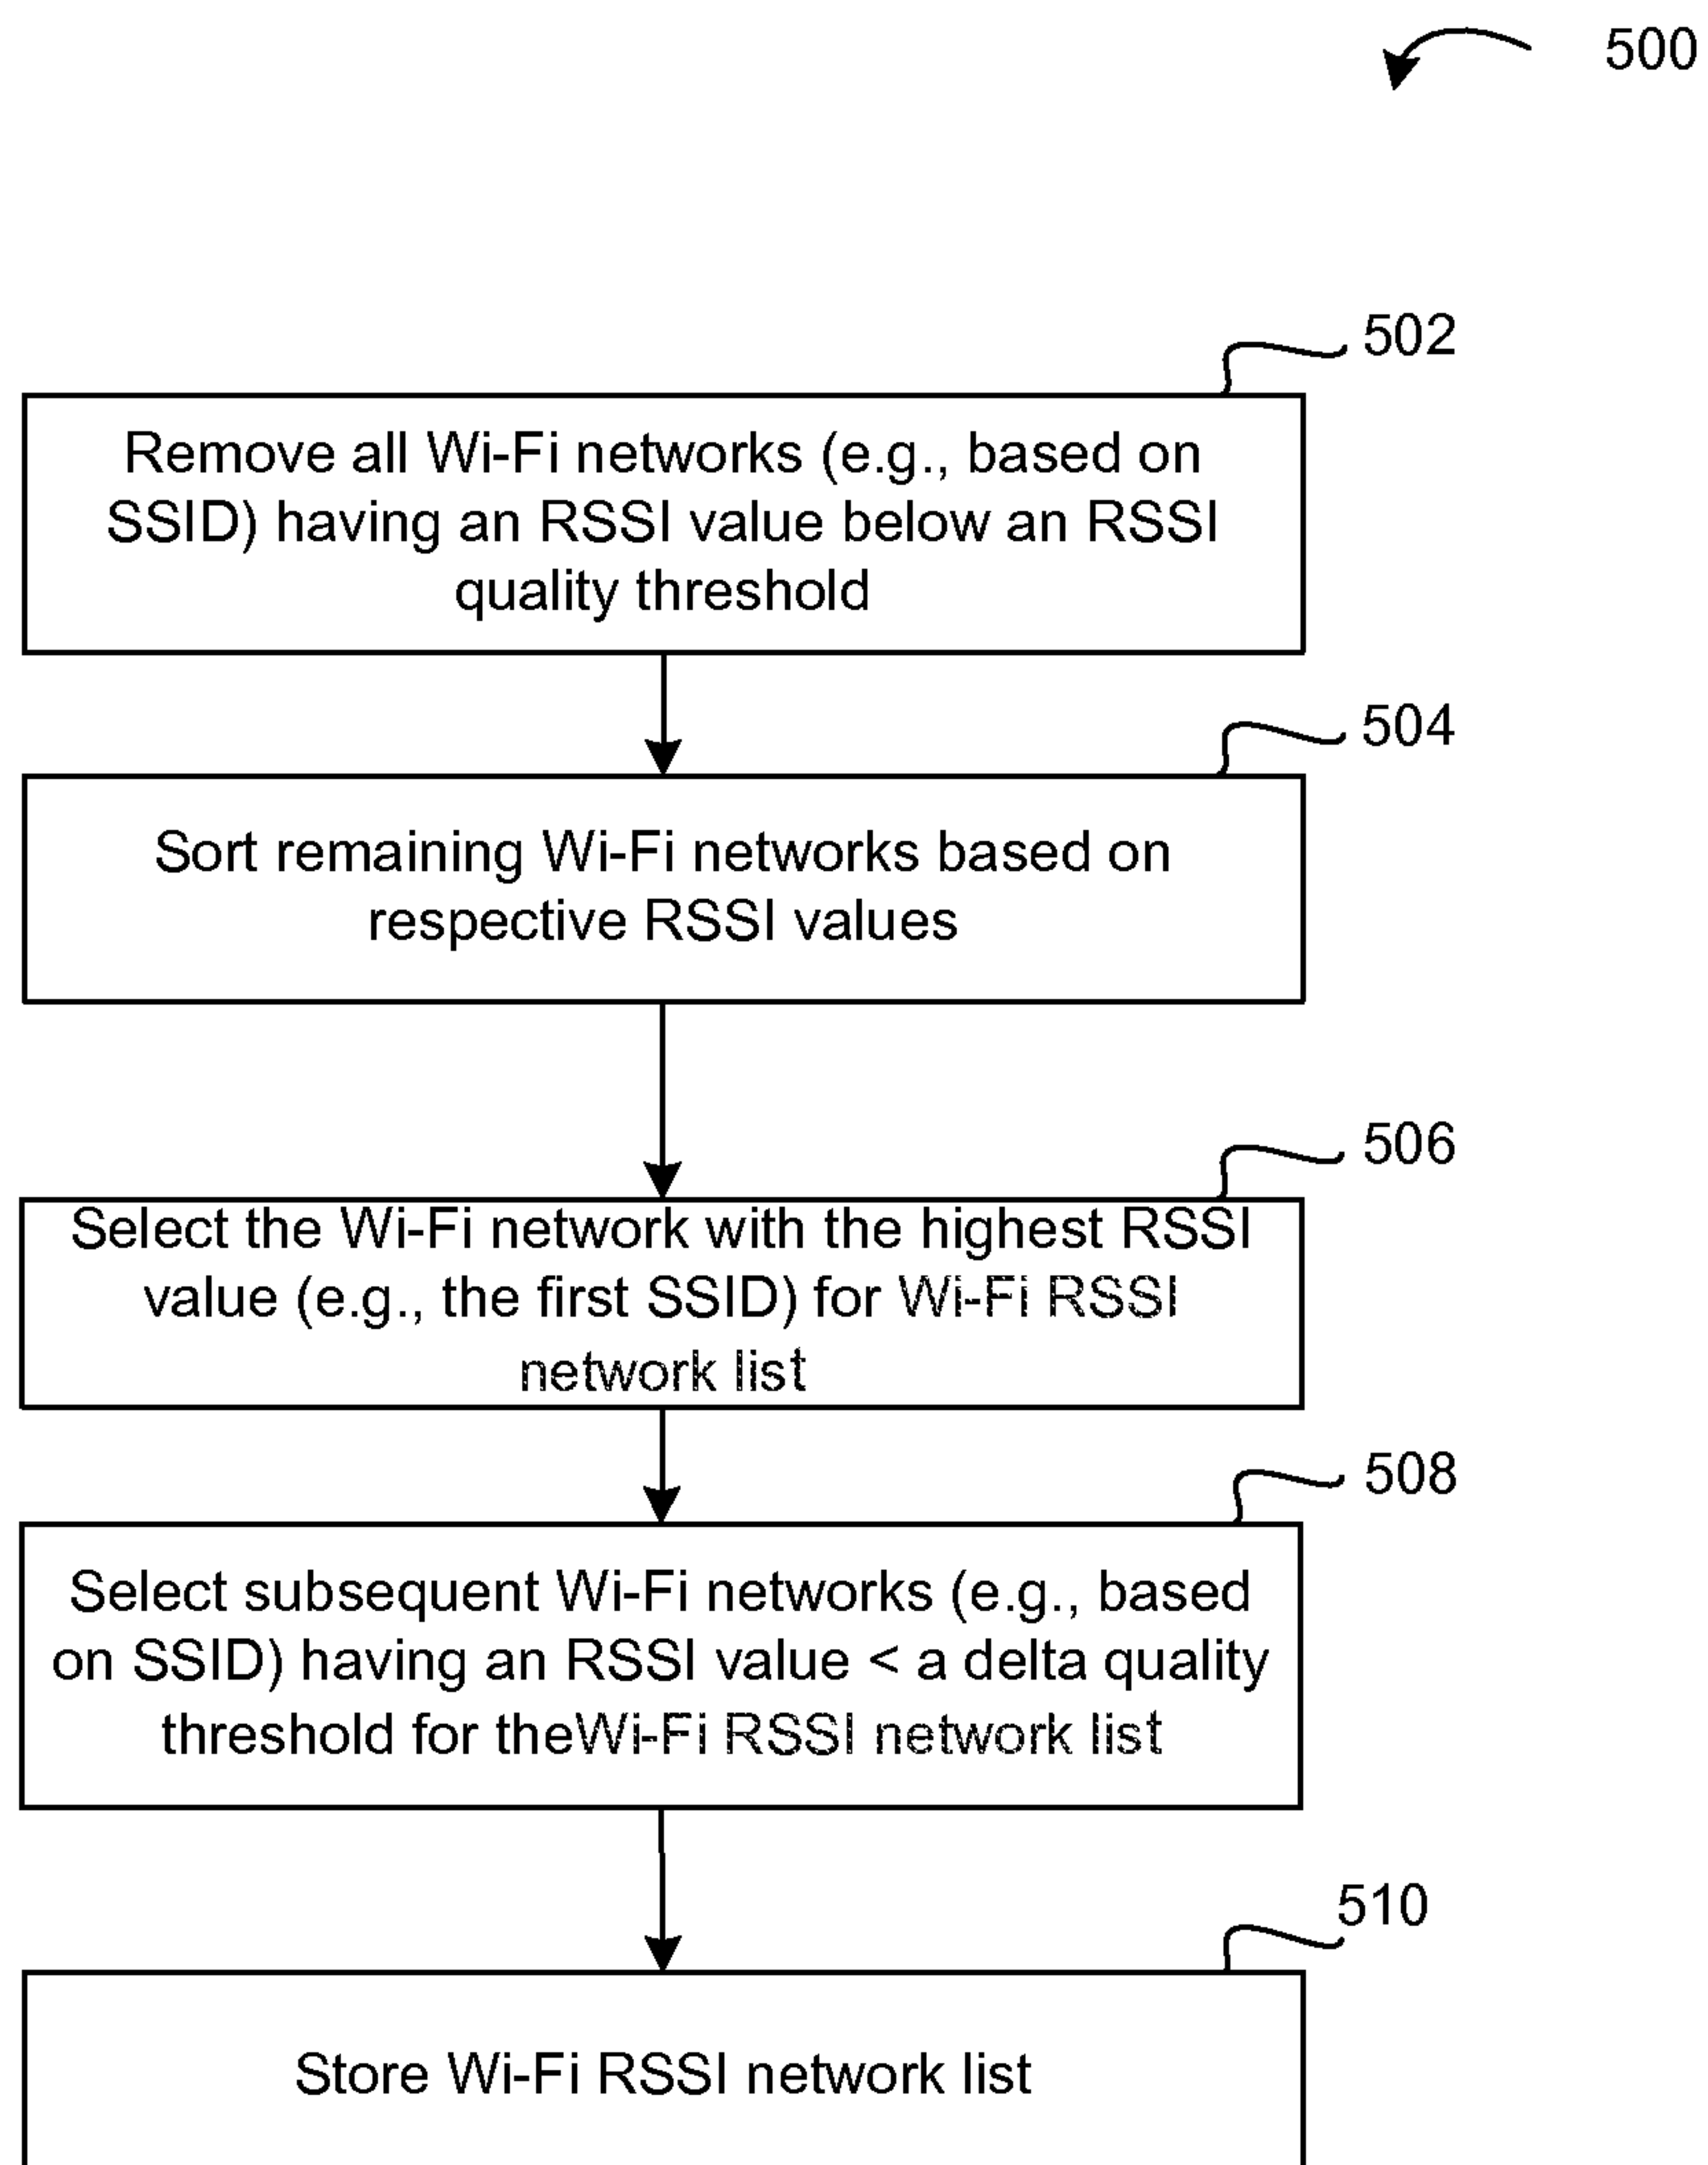 500
502
Remove all Wi-Fi networks (e.g., based on
SSID) having an RSSI value below an RSSI
quality threshold
504
Sort remaining Wi-Fi networks based on
respective RSSI values
506
Select the Wi-Fi network with the highest RSSI
value (e.g., the first SSID) for Wi-Fi RSSI
network list
508
Select subsequent Wi-Fi networks (e.g., based
on SSID) having an RSSI value < a delta quality
threshold for theWi-Fi RSSI network list
510
Store Wi-Fi RSSI network list